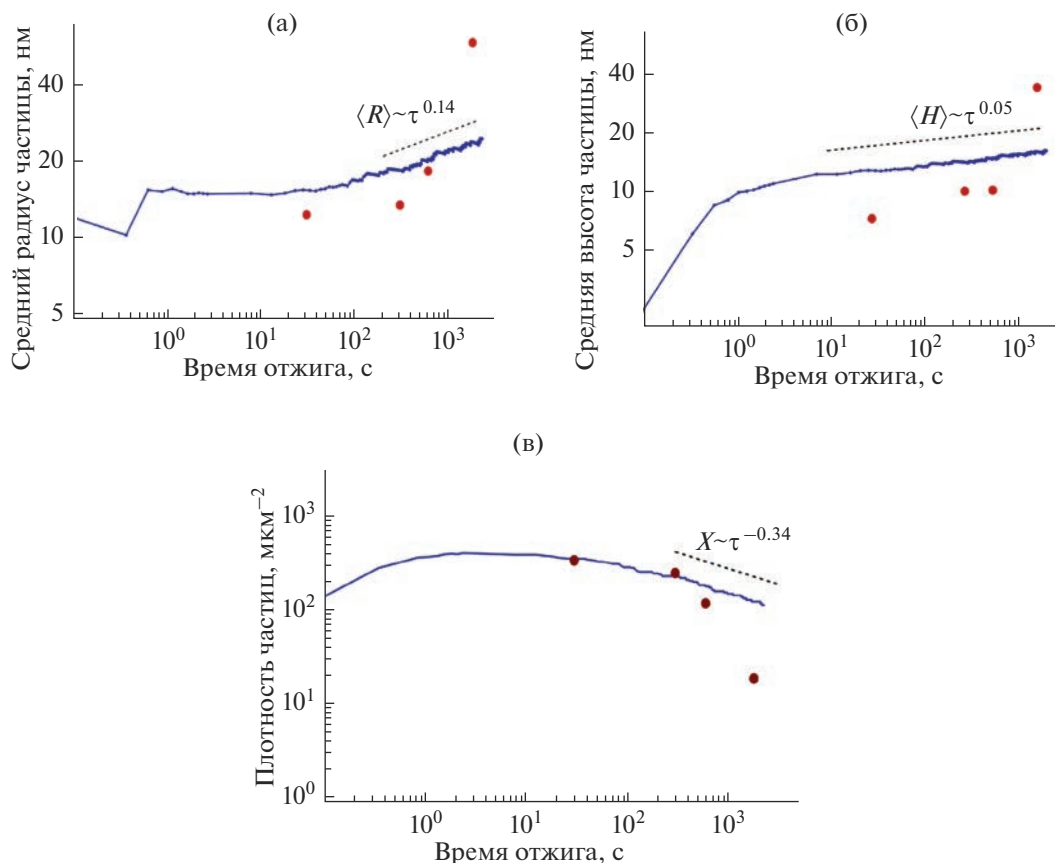 (а)
Средний радиус частицы, нм
40
20
10
5
⟨R⟩~τ^0.14
10^0 10^1 10^2 10^3
Время отжига, с
(б)
Средняя высота частицы, нм
40
20
10
5
⟨H⟩~τ^0.05
10^0 10^1 10^2 10^3
Время отжига, с
(в)
Плотность частиц, мкм^−2
10^3
10^2
10^1
10^0
X~τ^−0.34
10^0 10^1 10^2 10^3
Время отжига, с